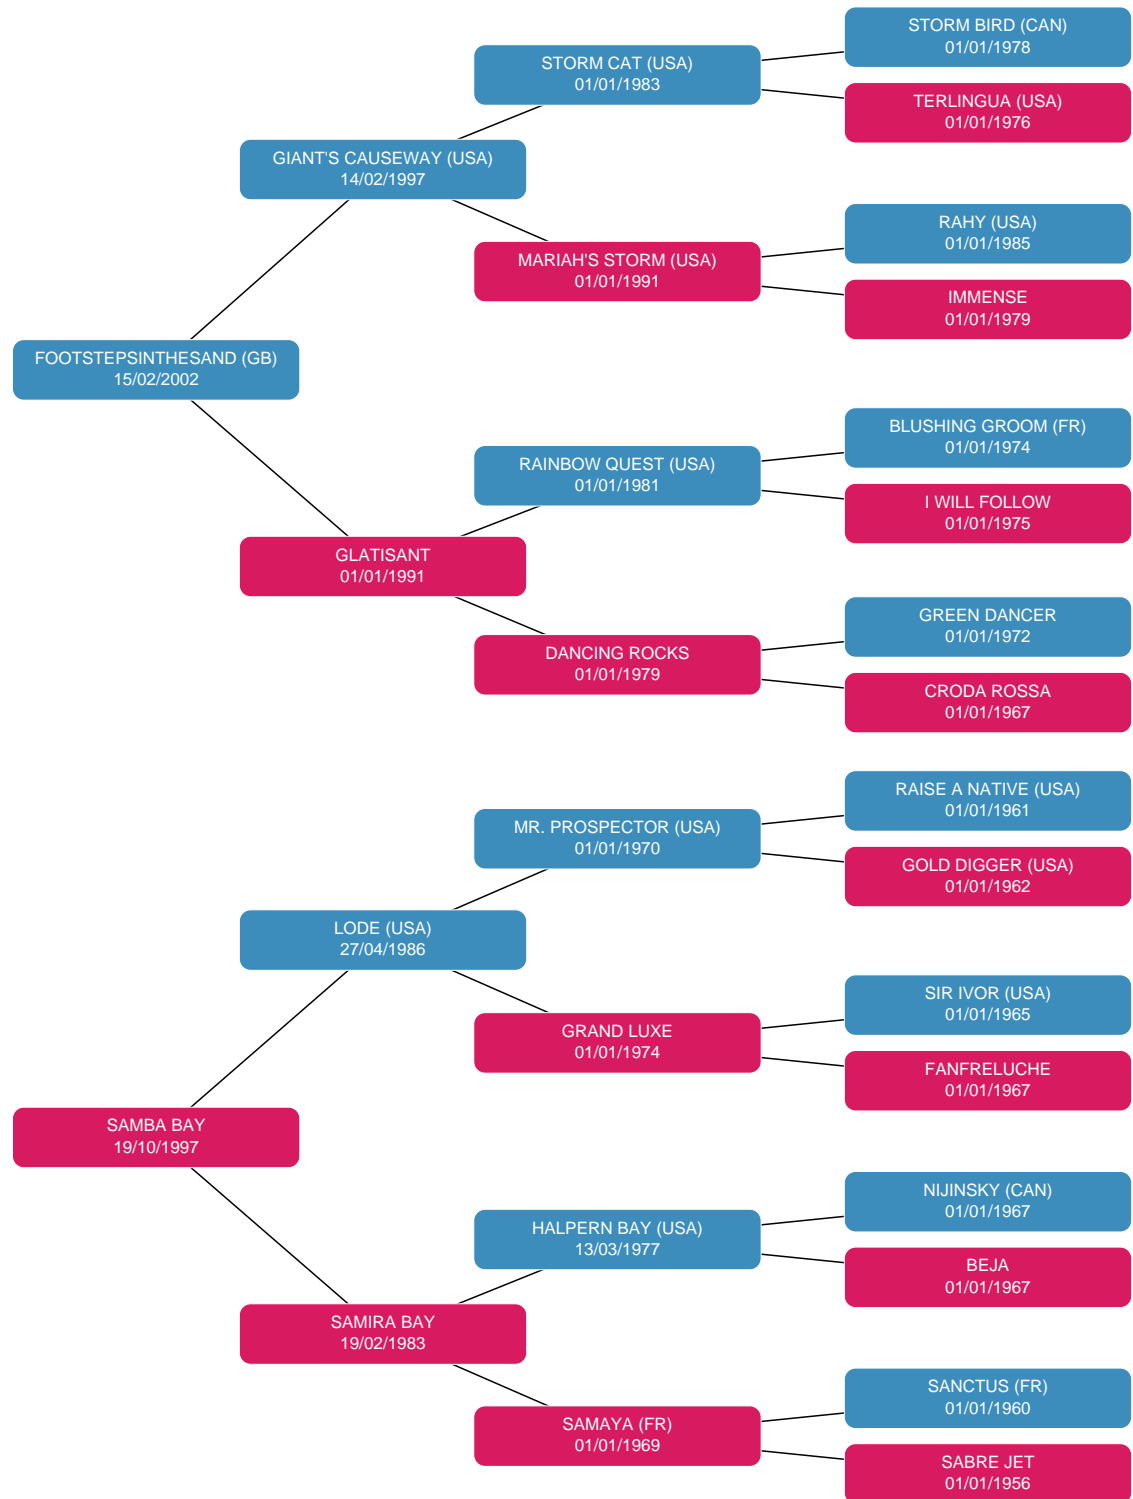 STORM BIRD (CAN)
01/01/1978
STORM CAT (USA)
01/01/1983
TERLINGUA (USA)
01/01/1976
GIANT'S CAUSEWAY (USA)
14/02/1997
RAHY (USA)
01/01/1985
MARIAH'S STORM (USA)
01/01/1991
IMMENSE
01/01/1979
FOOTSTEPSINTHESAND (GB)
15/02/2002
BLUSHING GROOM (FR)
01/01/1974
RAINBOW QUEST (USA)
01/01/1981
I WILL FOLLOW
01/01/1975
GLATISANT
01/01/1991
GREEN DANCER
01/01/1972
DANCING ROCKS
01/01/1979
CRODA ROSSA
01/01/1967
RAISE A NATIVE (USA)
01/01/1961
MR. PROSPECTOR (USA)
01/01/1970
GOLD DIGGER (USA)
01/01/1962
LODE (USA)
27/04/1986
SIR IVOR (USA)
01/01/1965
GRAND LUXE
01/01/1974
FANFRELUCHE
01/01/1967
SAMBA BAY
19/10/1997
NIJINSKY (CAN)
01/01/1967
HALPERN BAY (USA)
13/03/1977
BEJA
01/01/1967
SAMIRA BAY
19/02/1983
SANCTUS (FR)
01/01/1960
SAMAYA (FR)
01/01/1969
SABRE JET
01/01/1956